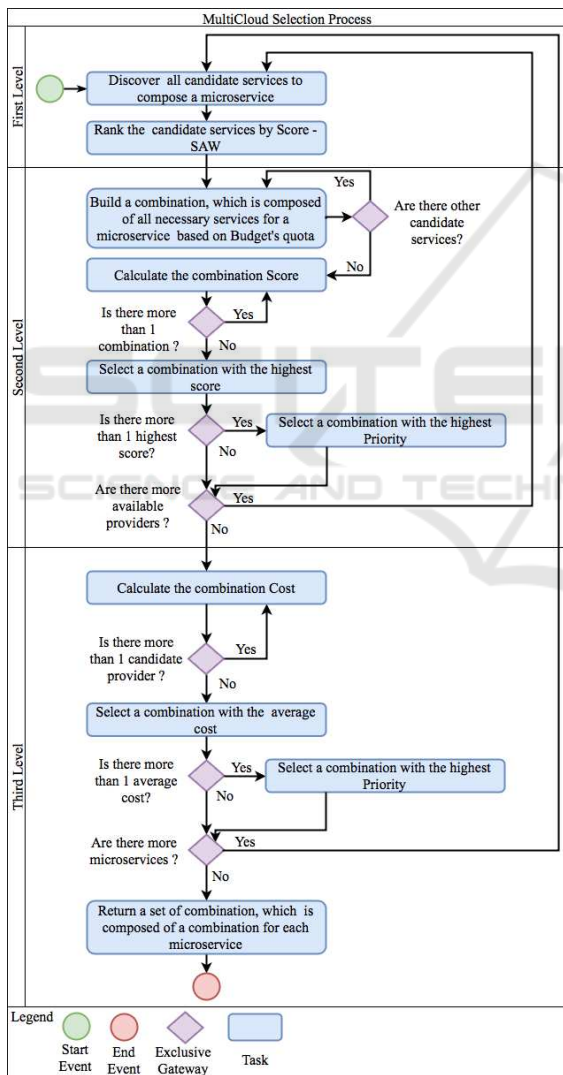 MultiCloud Selection Process
First Level
Discover all candidate services to
compose a microservice
Rank the candidate services by Score -
SAW
Second Level
Yes
Build a combination, which is composed
of all necessary services for a
microservice based on Budget's quota
Are there other
candidate
services?
No
Calculate the combination Score
Is there more
than 1
combination ?
Yes
No
Select a combination with the highest
score
Is there more
than 1 highest
score?
Yes
No
Select a combination with the highest
Priority
Are there more
available
providers ?
Yes
No
Third Level
Calculate the combination Cost
Is there more
than 1 candidate
provider ?
Yes
No
Select a combination with the average
cost
Is there more
than 1 average
cost?
Yes
No
Select a combination with the highest
Priority
Are there more
microservices ?
Yes
No
Return a set of combination, which is
composed of a combination for each
microservice
Legend
Start
Event
End
Event
Exclusive
Gateway
Task
SCITE
SCIENCE AND TECH